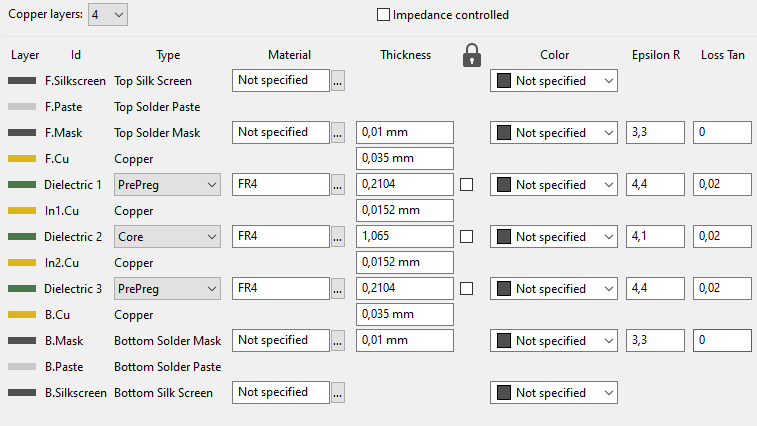 Copper layers: 4 Impedance controlled
Layer Id Type Material Thickness Color Epsilon R Loss Tan
F.Silkscreen Top Silk Screen Not specified ... Not specified
F.Paste Top Solder Paste
F.Mask Top Solder Mask Not specified ... 0,01 mm Not specified 3,3 0
F.Cu Copper 0,035 mm
Dielectric 1 PrePreg FR4 ... 0,2104 Not specified 4,4 0,02
In1.Cu Copper 0,0152 mm
Dielectric 2 Core FR4 ... 1,065 Not specified 4,1 0,02
In2.Cu Copper 0,0152 mm
Dielectric 3 PrePreg FR4 ... 0,2104 Not specified 4,4 0,02
B.Cu Copper 0,035 mm
B.Mask Bottom Solder Mask Not specified ... 0,01 mm Not specified 3,3 0
B.Paste Bottom Solder Paste
B.Silkscreen Bottom Silk Screen Not specified ... Not specified